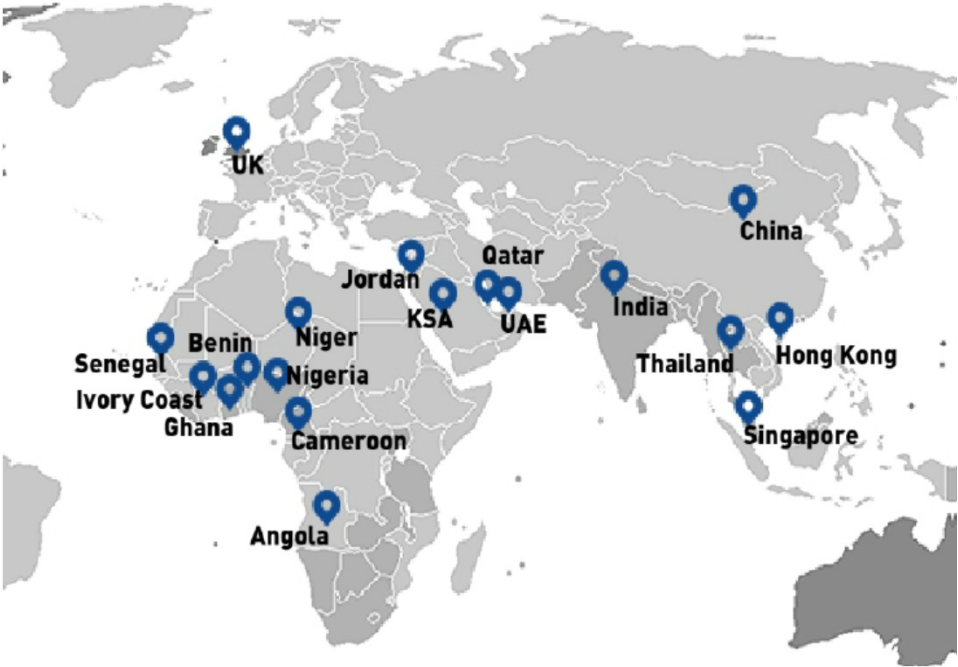 UK
China
Qatar
Jordan
India
KSA
UAE
Niger
Benin
Thailand
Hong Kong
Senegal
Nigeria
Ivory Coast
Ghana
Cameroon
Singapore
Angola